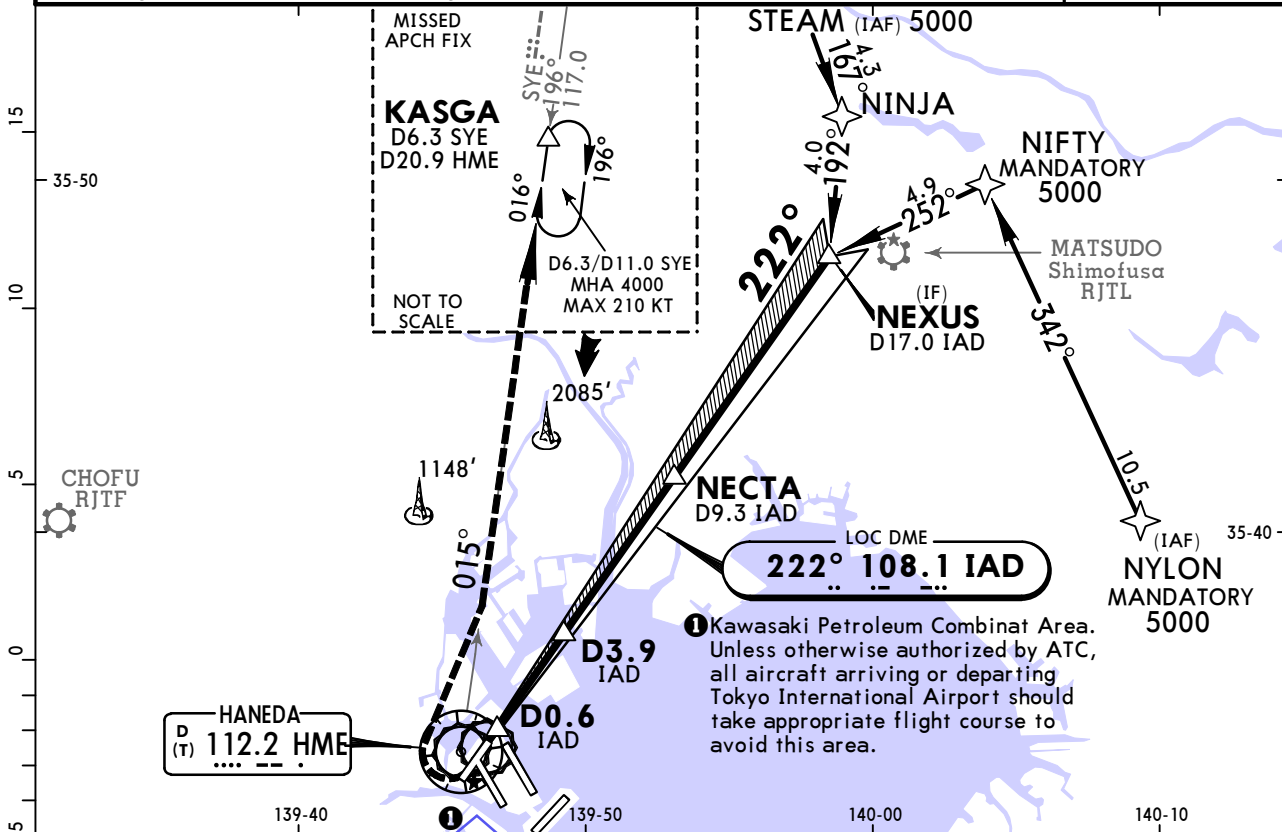 MISSED
APCH FIX
SYE
196°
117.0
KASGA
D6.3 SYE
D20.9 HME
016°
196°
D6.3/D11.0 SYE
MHA 4000
MAX 210 KT
NOT TO
SCALE
STEAM (IAF) 5000
4.3
167°
NINJA
4.0
192°
NIFTY
MANDATORY
5000
4.9
252°
MATSUDO
Shimofusa
RJTL
222°
(IF)
NEXUS
D17.0 IAD
342°
10.5
(IAF)
NYLON
MANDATORY
5000
2085'
1148'
CHOFU
RJTF
NECTA
D9.3 IAD
LOC DME
222° 108.1 IAD
015°
D3.9
IAD
D0.6
IAD
HANEDA
D
(T) 112.2 HME
1 Kawasaki Petroleum Combinat Area.
Unless otherwise authorized by ATC,
all aircraft arriving or departing
Tokyo International Airport should
take appropriate flight course to
avoid this area.
1
15
10
5
0
5
35-50
35-40
139-40
139-50
140-00
140-10